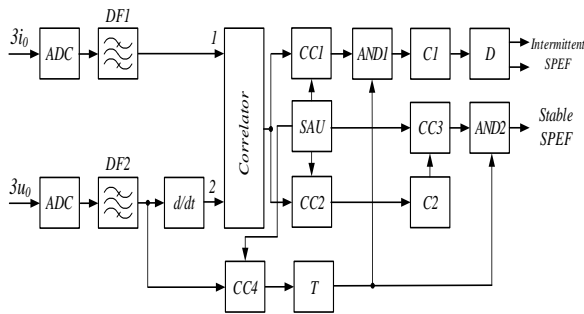 DF1
3i0
ADC
1
CC1
AND1
C1
D
Intermittent
SPEF
Correlator
SAU
CC3
AND2
Stable
SPEF
DF2
3u0
ADC
d/dt
2
CC2
C2
CC4
T